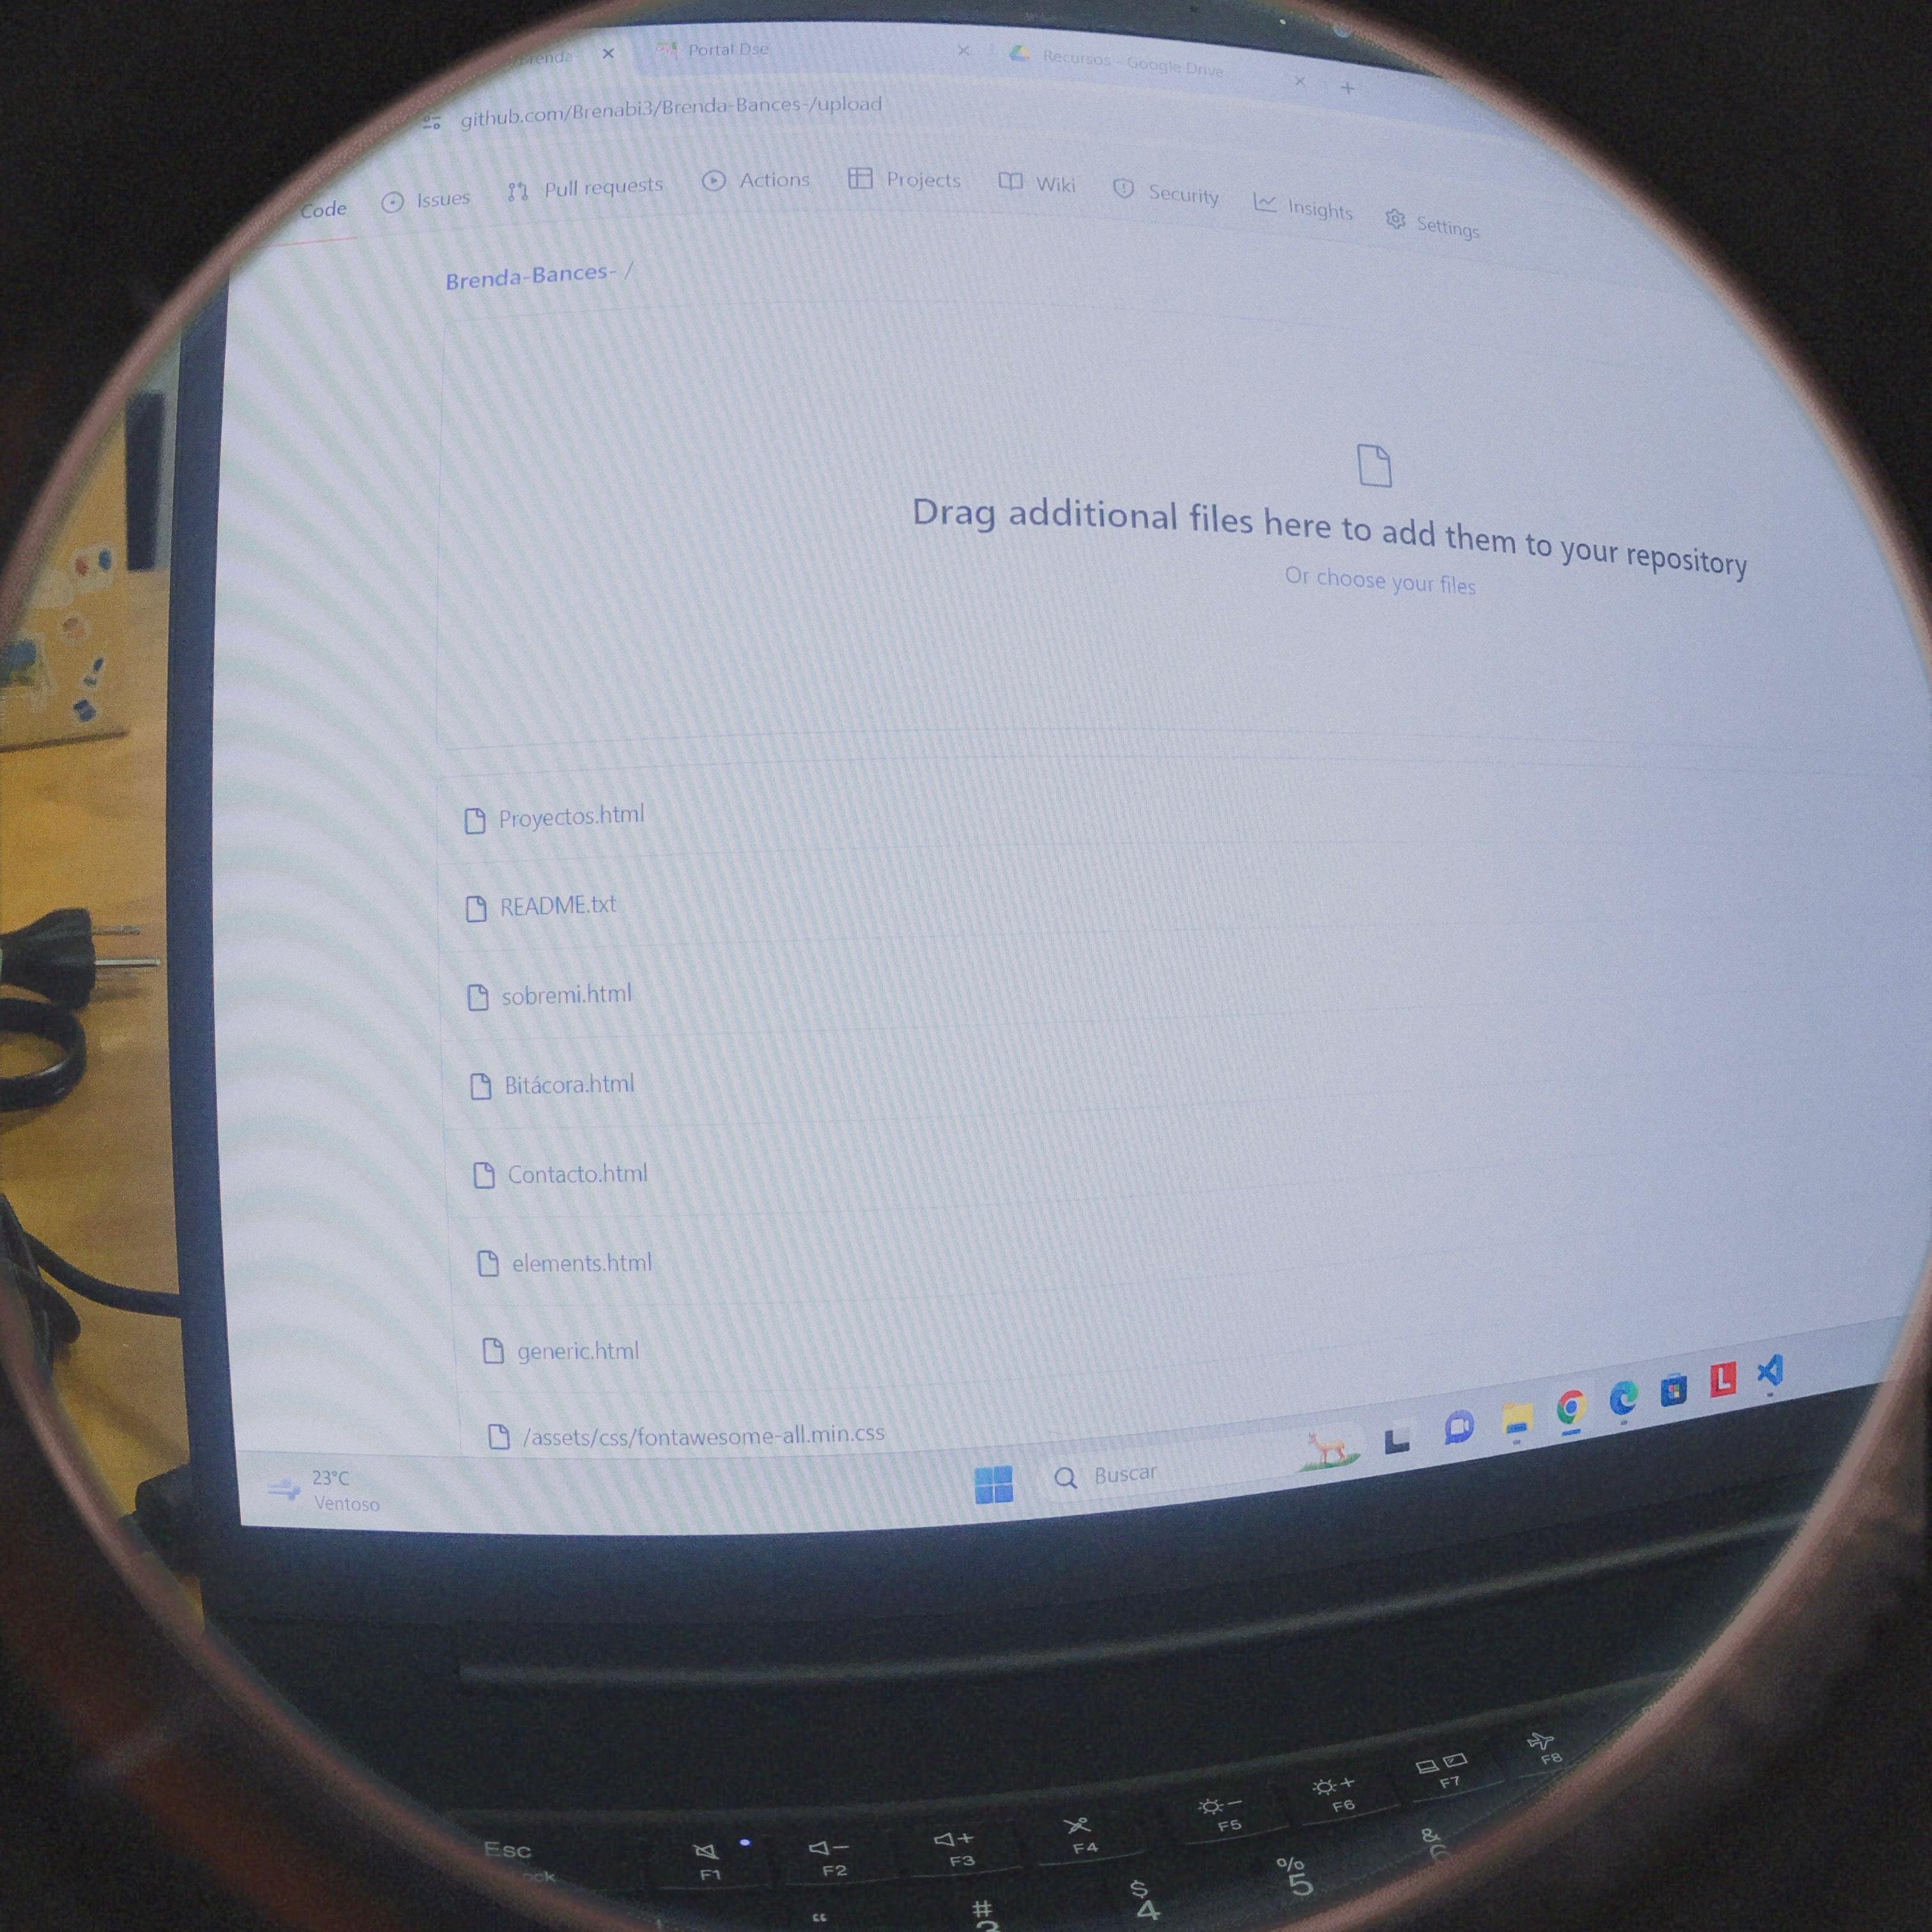 Brenda
Portal Dse
Recursos - Google Drive
github.com/Brenabi3/Brenda-Bances-/upload
Code
Issues
Pull requests
Actions
Projects
Wiki
Security
Insights
Settings
Brenda-Bances- /
Drag additional files here to add them to your repository
Or choose your files
Proyectos.html
README.txt
sobremi.html
Bitácora.html
Contacto.html
elements.html
generic.html
/assets/css/fontawesome-all.min.css
23°C
Ventoso
Buscar
L
L
Esc
F1
F2
F3
F4
F5
F6
F7
F8
#
$
4
%
5
&